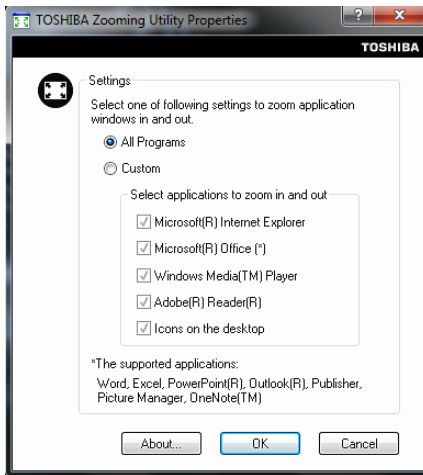 TOSHIBA Zooming Utility Properties
TOSHIBA
Settings
Select one of following settings to zoom application
windows in and out.
All Programs
Custom
Select applications to zoom in and out
Microsoft(R) Internet Explorer
Microsoft(R) Office (*)
Windows Media(TM) Player
Adobe(R) Reader(R)
Icons on the desktop
*The supported applications:
Word, Excel, PowerPoint(R), Outlook(R), Publisher,
Picture Manager, OneNote(TM)
About... OK Cancel